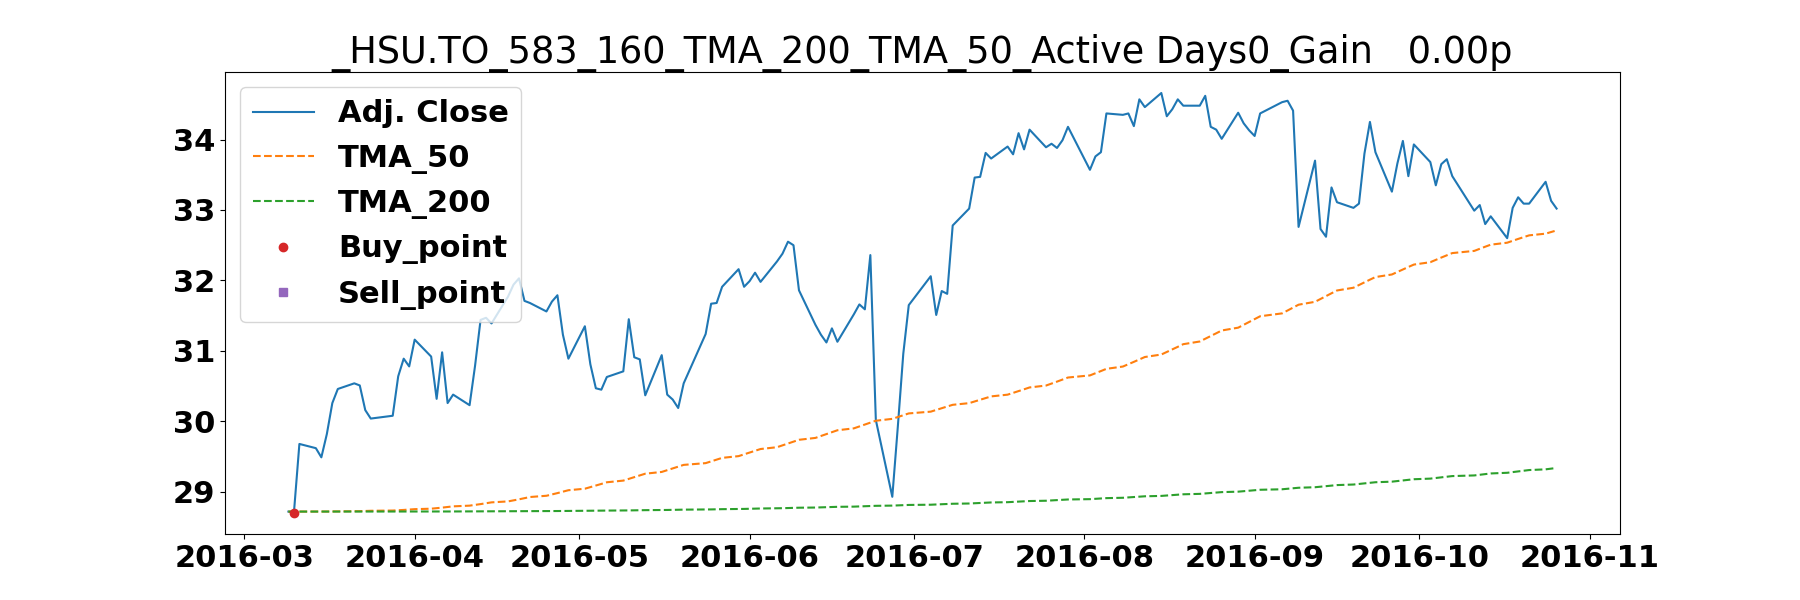 _HSU.TO_583_160_TMA_200_TMA_50_Active Days0_Gain   0.00p
Adj. Close
TMA_50
TMA_200
Buy_point
Sell_point
34
33
32
31
30
29
2016-03 2016-04 2016-05 2016-06 2016-07 2016-08 2016-09 2016-10 2016-11